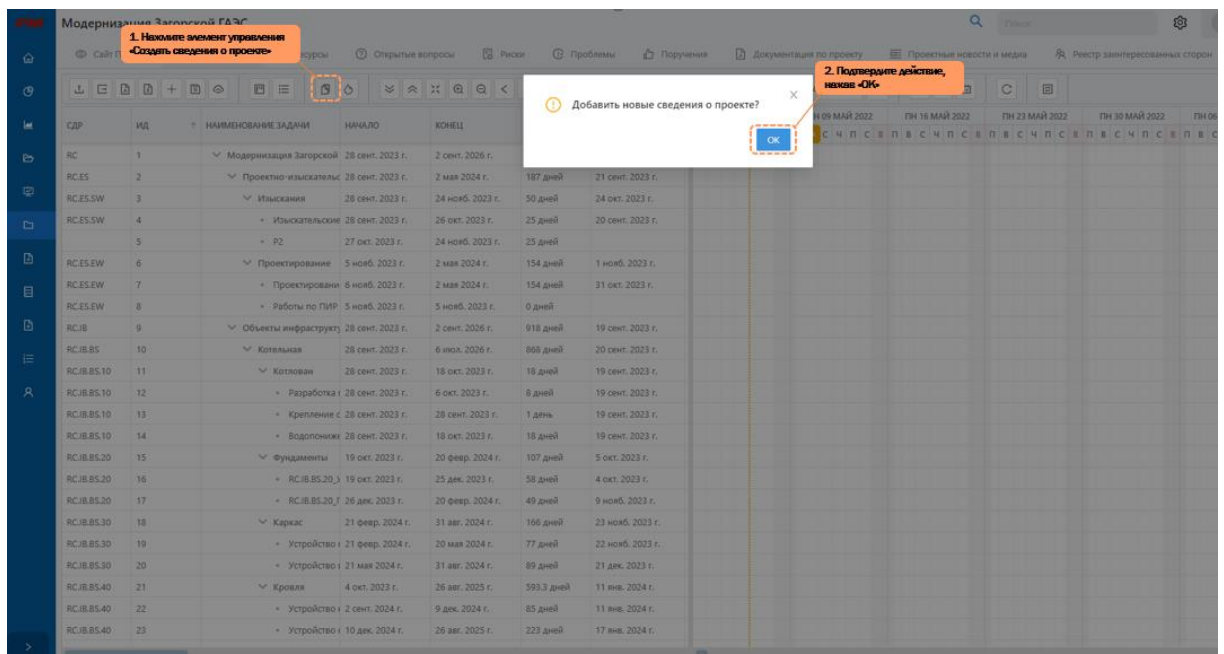 Модернизация Загорской ГАЭС
1. Нажмите элемент управления
«Создать сведения о проекте»
Открытые вопросы Риски Проблемы Поручения Документация по проекту Проектные новости и медиа Реестр заинтересованных сторон
2. Подтвердите действие,
нажав «ОК»
Добавить новые сведения о проекте?
ОК
СДР ИД НАИМЕНОВАНИЕ ЗАДАЧИ НАЧАЛО КОНЕЦ Н 09 МАЙ 2022 ПН 16 МАЙ 2022 ПН 23 МАЙ 2022 ПН 30 МАЙ 2022 ПН 06
С Ч П С В П В С Ч П С В П В С Ч П С В П В С Ч П С В П В С
RC 1 Модернизация Загорской 28 сент. 2023 г. 2 сент. 2026 г.
RC.ES 2 Проектно-изыскательс 28 сент. 2023 г. 2 мая 2024 г. 187 дней 21 сент. 2023 г.
RC.ES.SW 3 Изыскания 28 сент. 2023 г. 24 нояб. 2023 г. 50 дней 24 окт. 2023 г.
RC.ES.SW 4 Изыскательские 28 сент. 2023 г. 26 окт. 2023 г. 25 дней 20 сент. 2023 г.
5 P2 27 окт. 2023 г. 24 нояб. 2023 г. 25 дней
RC.ES.EW 6 Проектирование 5 нояб. 2023 г. 2 мая 2024 г. 154 дней 1 нояб. 2023 г.
RC.ES.EW 7 Проектировани 6 нояб. 2023 г. 2 мая 2024 г. 154 дней 31 окт. 2023 г.
RC.ES.EW 8 Работы по ПИР 5 нояб. 2023 г. 5 нояб. 2023 г. 0 дней
RC.IB 9 Объекты инфраструкт 28 сент. 2023 г. 2 сент. 2026 г. 918 дней 19 сент. 2023 г.
RC.IB.BS 10 Котельная 28 сент. 2023 г. 6 июл. 2026 г. 868 дней 20 сент. 2023 г.
RC.IB.BS.10 11 Котлован 28 сент. 2023 г. 18 окт. 2023 г. 18 дней 19 сент. 2023 г.
RC.IB.BS.10 12 Разработка 28 сент. 2023 г. 6 окт. 2023 г. 8 дней 19 сент. 2023 г.
RC.IB.BS.10 13 Крепление с 28 сент. 2023 г. 28 сент. 2023 г. 1 день 19 сент. 2023 г.
RC.IB.BS.10 14 Водопониж 28 сент. 2023 г. 18 окт. 2023 г. 18 дней 19 сент. 2023 г.
RC.IB.BS.20 15 Фундаменты 19 окт. 2023 г. 20 февр. 2024 г. 107 дней 5 окт. 2023 г.
RC.IB.BS.20 16 RC.IB.BS.20_ 19 окт. 2023 г. 25 дек. 2023 г. 58 дней 4 окт. 2023 г.
RC.IB.BS.20 17 RC.IB.BS.20_ 26 дек. 2023 г. 20 февр. 2024 г. 49 дней 9 нояб. 2023 г.
RC.IB.BS.30 18 Каркас 21 февр. 2024 г. 31 авг. 2024 г. 166 дней 23 нояб. 2023 г.
RC.IB.BS.30 19 Устройство 21 февр. 2024 г. 20 мая 2024 г. 77 дней 22 нояб. 2023 г.
RC.IB.BS.30 20 Устройство 21 мая 2024 г. 31 авг. 2024 г. 89 дней 21 дек. 2023 г.
RC.IB.BS.40 21 Кровля 4 окт. 2023 г. 26 авг. 2025 г. 593.3 дней 11 янв. 2024 г.
RC.IB.BS.40 22 Устройство 2 сент. 2024 г. 9 дек. 2024 г. 85 дней 11 янв. 2024 г.
RC.IB.BS.40 23 Устройство 10 дек. 2024 г. 26 авг. 2025 г. 223 дней 17 янв. 2024 г.